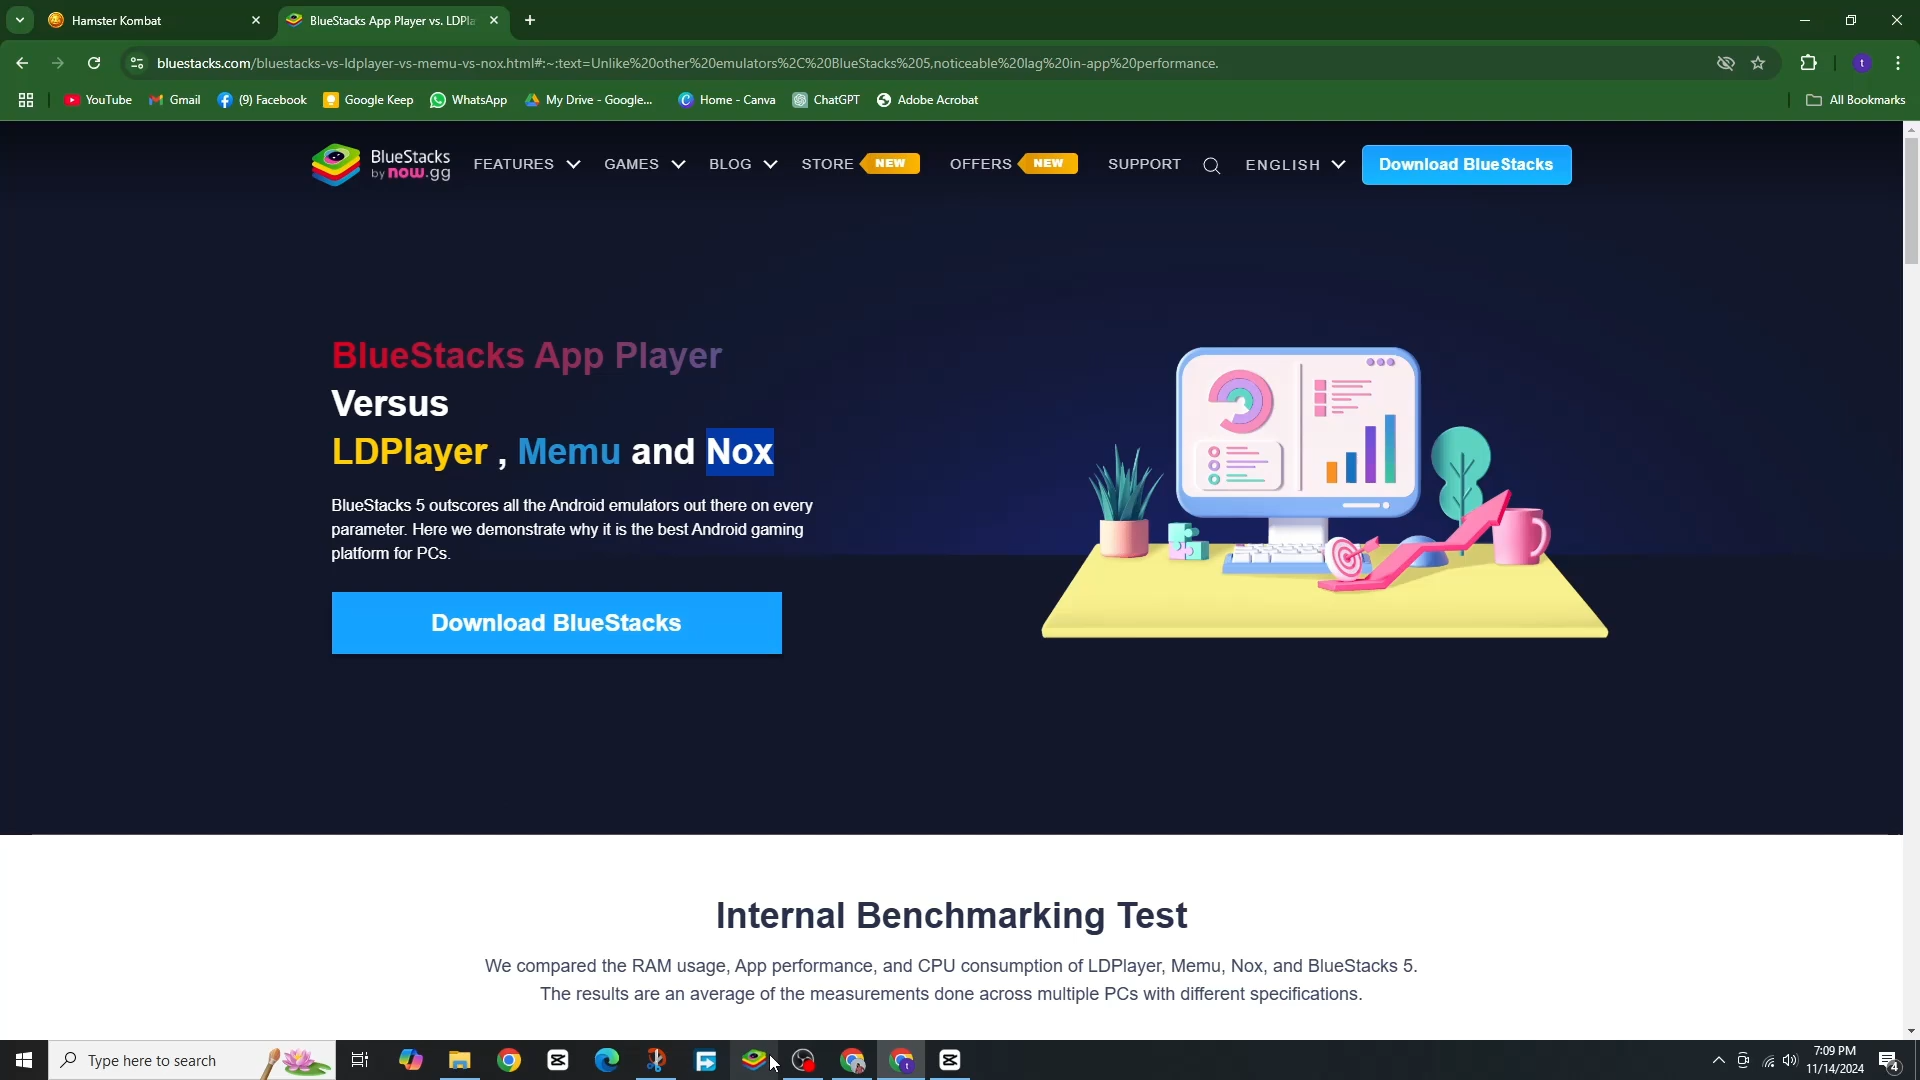 Hamster Kombat
BlueStacks App Player vs. LDPla
bluestacks.com/bluestacks-vs-ldplayer-vs-memu-vs-nox.html#:~:text=Unlike%20other%20emulators%2C%20BlueStacks%205,noticeable%20lag%20in-app%20performance.
t
YouTube
Gmail
(9) Facebook
Google Keep
WhatsApp
My Drive - Google...
Home - Canva
ChatGPT
Adobe Acrobat
All Bookmarks
BlueStacks
by now.gg
FEATURES
GAMES
BLOG
STORE
NEW
OFFERS
NEW
SUPPORT
ENGLISH
Download BlueStacks
BlueStacks App Player
Versus
LDPlayer , Memu and Nox
BlueStacks 5 outscores all the Android emulators out there on every
parameter. Here we demonstrate why it is the best Android gaming
platform for PCs.
Download BlueStacks
Internal Benchmarking Test
We compared the RAM usage, App performance, and CPU consumption of LDPlayer, Memu, Nox, and BlueStacks 5.
The results are an average of the measurements done across multiple PCs with different specifications.
Type here to search
t
7:09 PM
11/14/2024
4